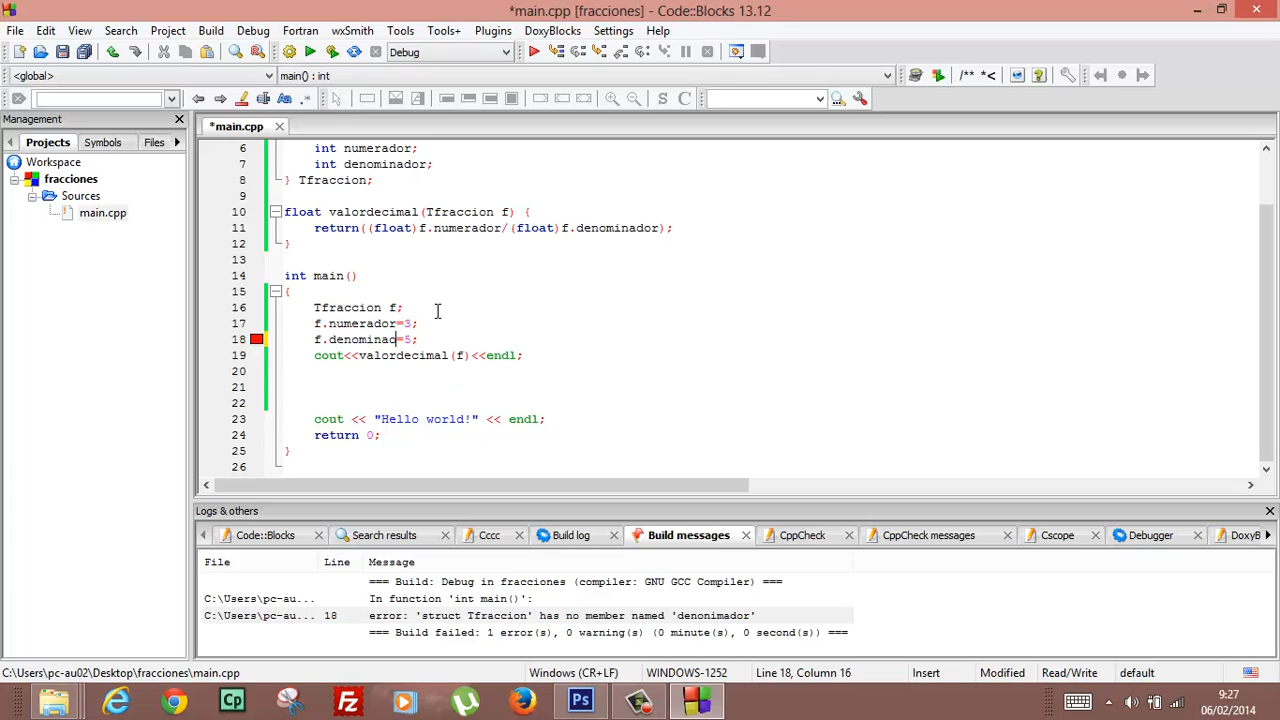 *main.cpp [fracciones] - Code::Blocks 13.12
File Edit View Search Project Build Debug Fortran wxSmith Tools Tools+ Plugins DoxyBlocks Settings Help
Debug
<global> main() : int /** *<
S C
Management
*main.cpp
Projects Symbols Files
Workspace
fracciones
Sources
main.cpp
6 int numerador;
7 int denominador;
8 } Tfraccion;
9
10 float valordecimal(Tfraccion f) {
11 return((float)f.numerador/(float)f.denominador);
12 }
13
14 int main()
15 {
16 Tfraccion f;
17 f.numerador=3;
18 f.denominac=5;
19 cout<<valordecimal(f)<<endl;
20
21
22
23 cout << "Hello world!" << endl;
24 return 0;
25 }
26
Logs & others
Code::Blocks Search results Cccc Build log Build messages CppCheck CppCheck messages Cscope Debugger DoxyB
File Line Message
=== Build: Debug in fracciones (compiler: GNU GCC Compiler) ===
C:\Users\pc-au... In function 'int main()':
C:\Users\pc-au... 18 error: 'struct Tfraccion' has no member named 'denonimador'
=== Build failed: 1 error(s), 0 warning(s) (0 minute(s), 0 second(s)) ===
C:\Users\pc-au02\Desktop\fracciones\main.cpp Windows (CR+LF) WINDOWS-1252 Line 18, Column 16 Insert Modified Read/Write default
Cp Fz Ps
9:27
06/02/2014